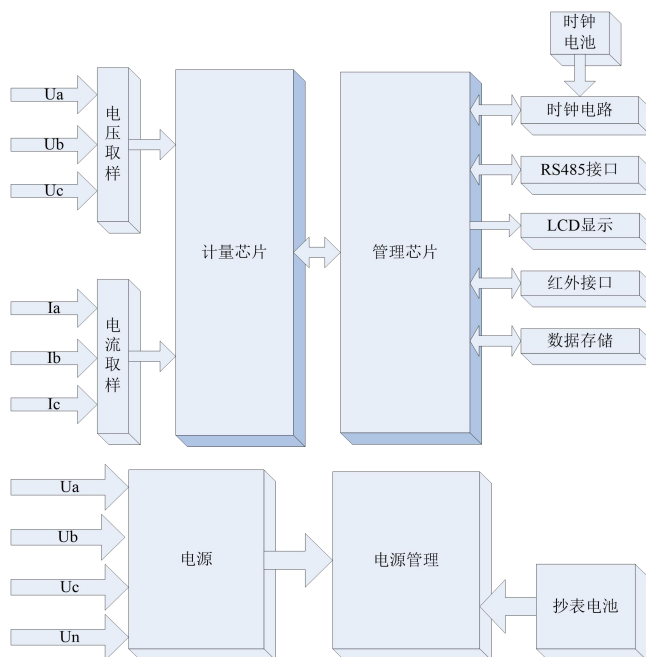 时钟
电池
Ua
Ub
Uc
电
压
取
样
计量芯片
管理芯片
时钟电路
RS485接口
LCD显示
红外接口
数据存储
Ia
Ib
Ic
电
流
取
样
Ua
Ub
Uc
Un
电源
电源管理
抄表电池